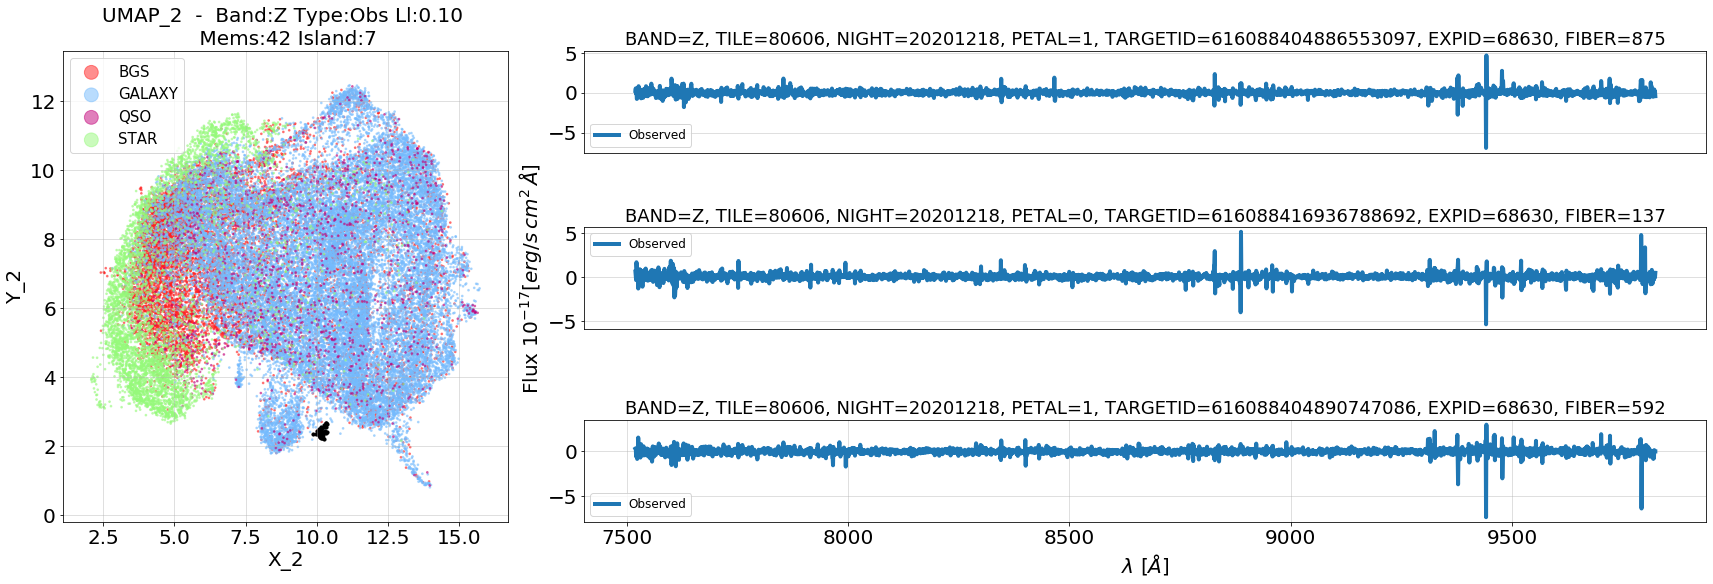 UMAP_2 - Band:Z Type:Obs Ll:0.10
Mems:42 Island:7
BGS
GALAXY
QSO
STAR
12
10
8
6
4
2
0
Y_2
2.5 5.0 7.5 10.0 12.5 15.0
X_2
BAND=Z, TILE=80606, NIGHT=20201218, PETAL=1, TARGETID=616088404886553097, EXPID=68630, FIBER=875
5
0
−5
Observed
BAND=Z, TILE=80606, NIGHT=20201218, PETAL=0, TARGETID=616088416936788692, EXPID=68630, FIBER=137
5
0
−5
Observed
Flux 10⁻¹⁷[erg/s cm² Å]
BAND=Z, TILE=80606, NIGHT=20201218, PETAL=1, TARGETID=616088404890747086, EXPID=68630, FIBER=592
0
−5
Observed
7500 8000 8500 9000 9500
λ [Å]